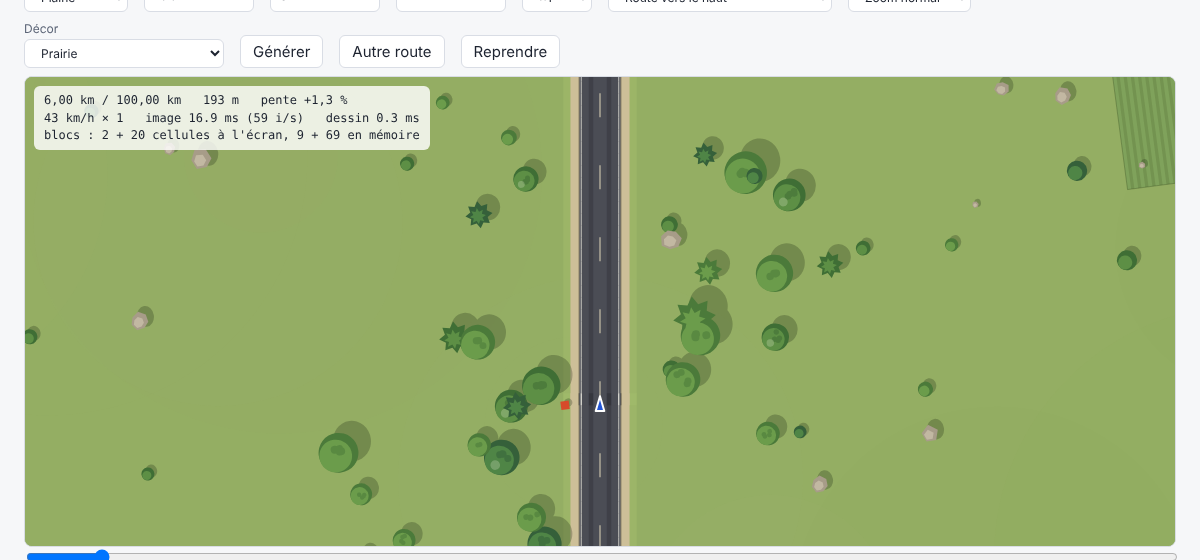 Décor
Prairie
Générer
Autre route
Reprendre
6,00 km / 100,00 km 193 m pente +1,3 %
43 km/h × 1 image 16.9 ms (59 i/s) dessin 0.3 ms
blocs : 2 + 20 cellules à l'écran, 9 + 69 en mémoire